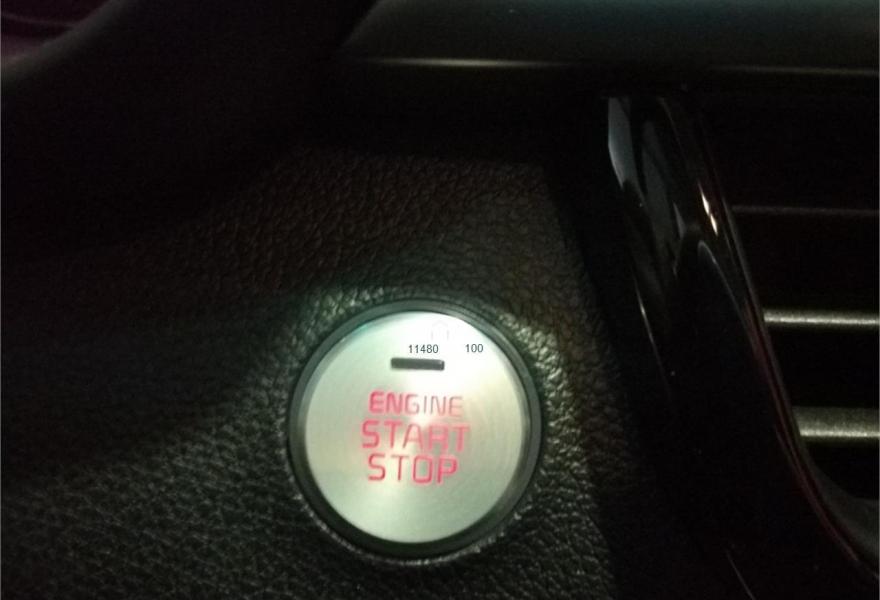 11480 100
ENGINE
START
STOP